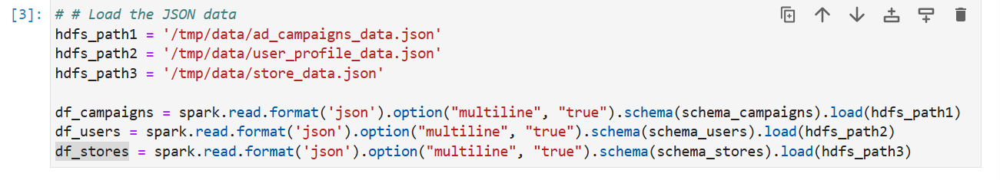 [3]: # # Load the JSON data
hdfs_path1 = '/tmp/data/ad_campaigns_data.json'
hdfs_path2 = '/tmp/data/user_profile_data.json'
hdfs_path3 = '/tmp/data/store_data.json'
df_campaigns = spark.read.format('json').option("multiline", "true").schema(schema_campaigns).load(hdfs_path1)
df_users = spark.read.format('json').option("multiline", "true").schema(schema_users).load(hdfs_path2)
df_stores = spark.read.format('json').option("multiline", "true").schema(schema_stores).load(hdfs_path3)